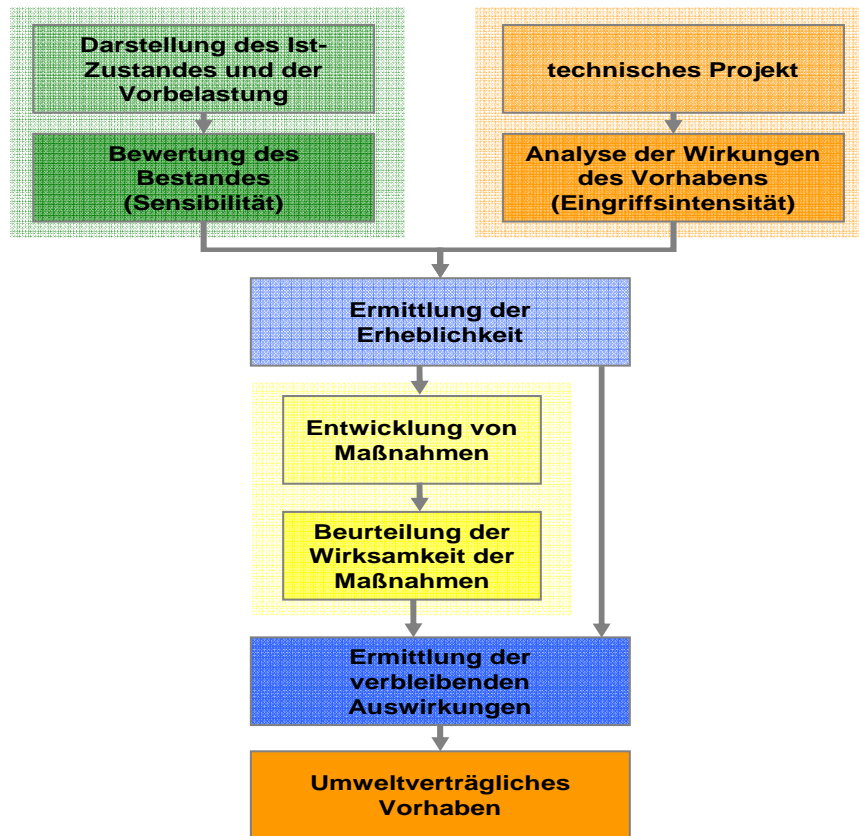 Darstellung des Ist-
Zustandes und der
Vorbelastung
technisches Projekt
Bewertung des
Bestandes
(Sensibilität)
Analyse der Wirkungen
des Vorhabens
(Eingriffsintensität)
Ermittlung der
Erheblichkeit
Entwicklung von
Maßnahmen
Beurteilung der
Wirksamkeit der
Maßnahmen
Ermittlung der
verbleibenden
Auswirkungen
Umweltverträgliches
Vorhaben